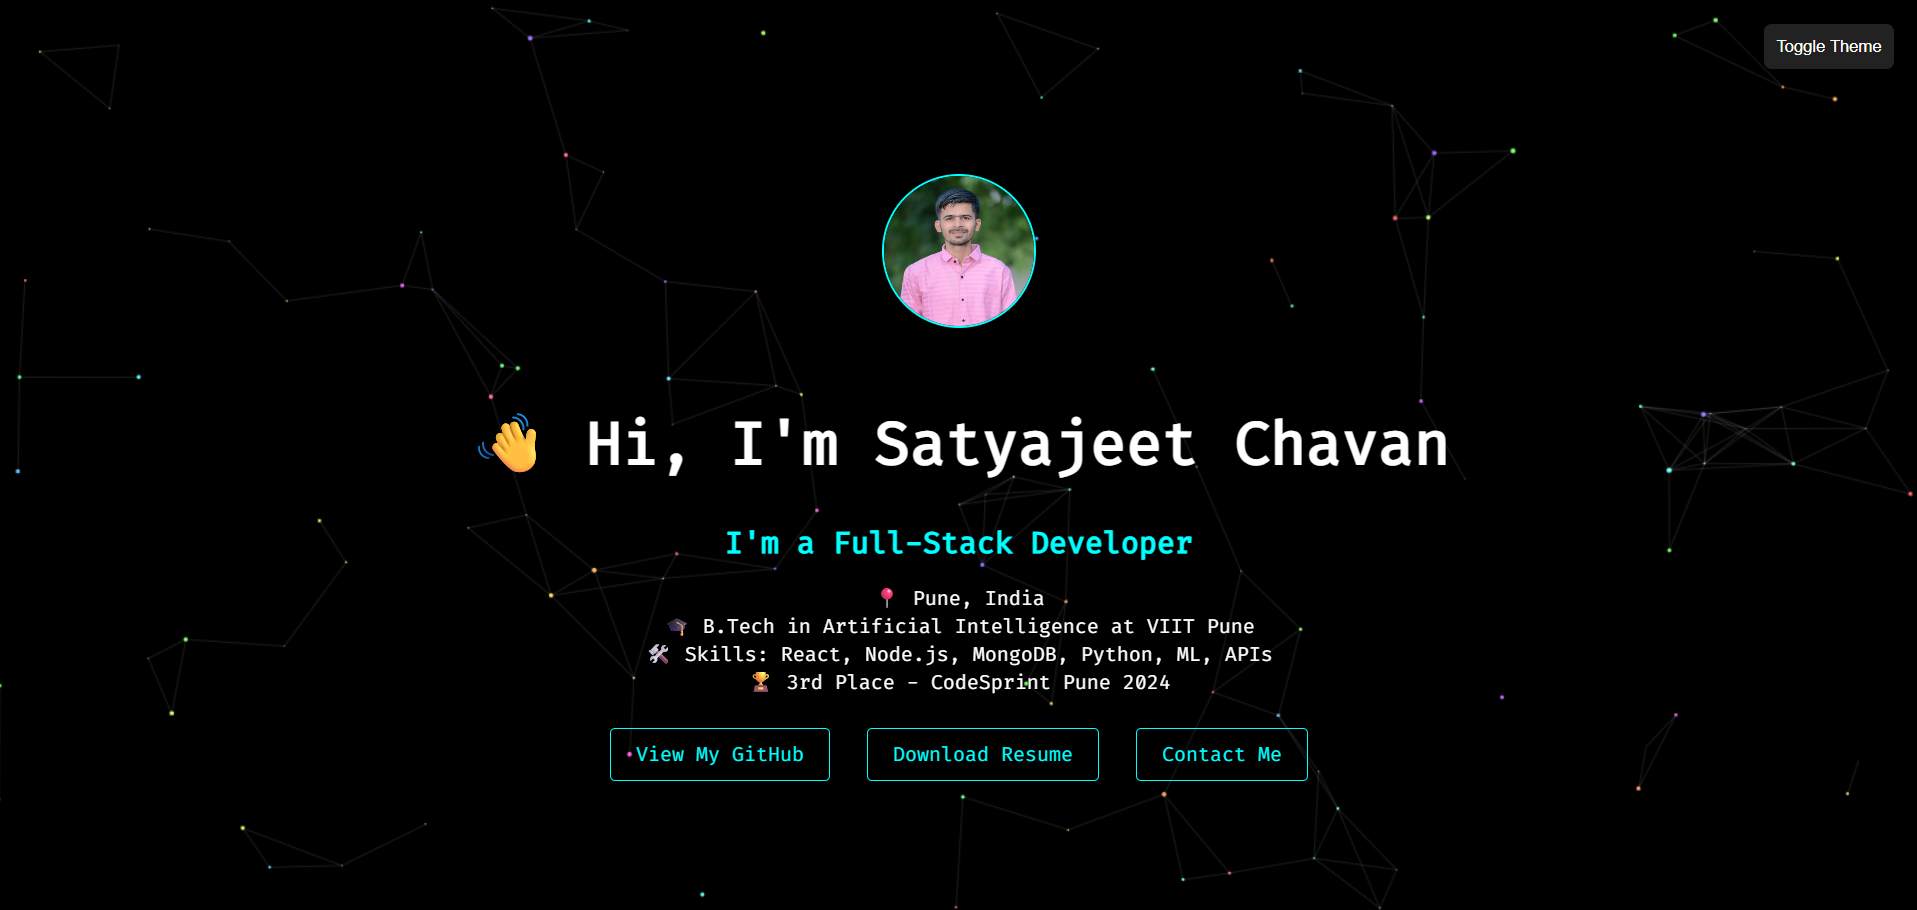 Toggle Theme
👋 Hi, I'm Satyajeet Chavan
I'm a Full-Stack Developer
📍 Pune, India
🎓 B.Tech in Artificial Intelligence at VIIT Pune
🛠 Skills: React, Node.js, MongoDB, Python, ML, APIs
🏆 3rd Place - CodeSprint Pune 2024
View My GitHub
Download Resume
Contact Me